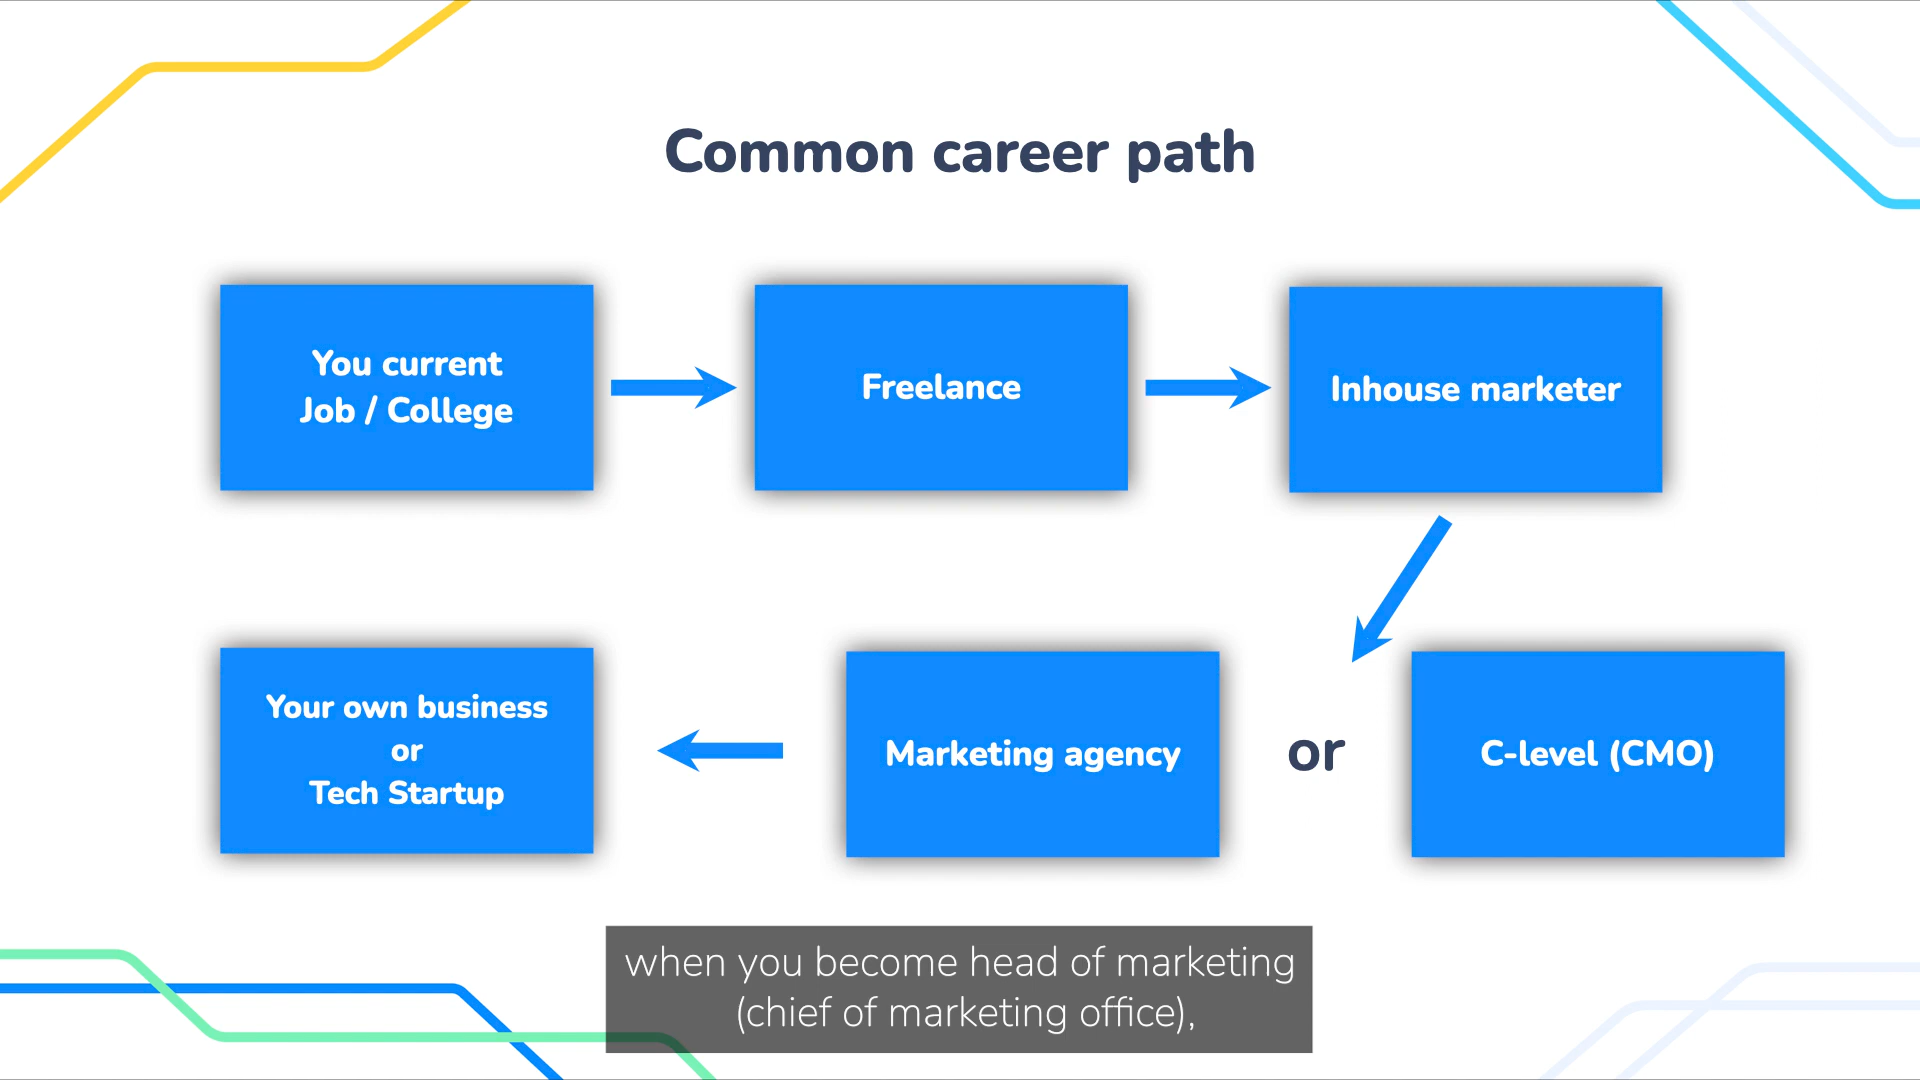 Common career path
You current
Job / College
Freelance
Inhouse marketer
Your own business
or
Tech Startup
Marketing agency
or
C-level (CMO)
when you become head of marketing
(chief of marketing office),